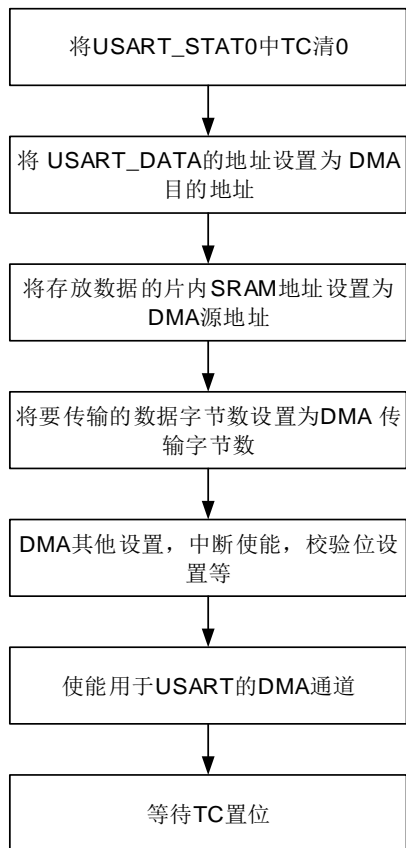 将USART_STAT0中TC清0
将 USART_DATA的地址设置为 DMA
目的地址
将存放数据的片内SRAM地址设置为
DMA源地址
将要传输的数据字节数设置为DMA 传
输字节数
DMA其他设置，中断使能，校验位设
置等
使能用于USART的DMA通道
等待TC置位